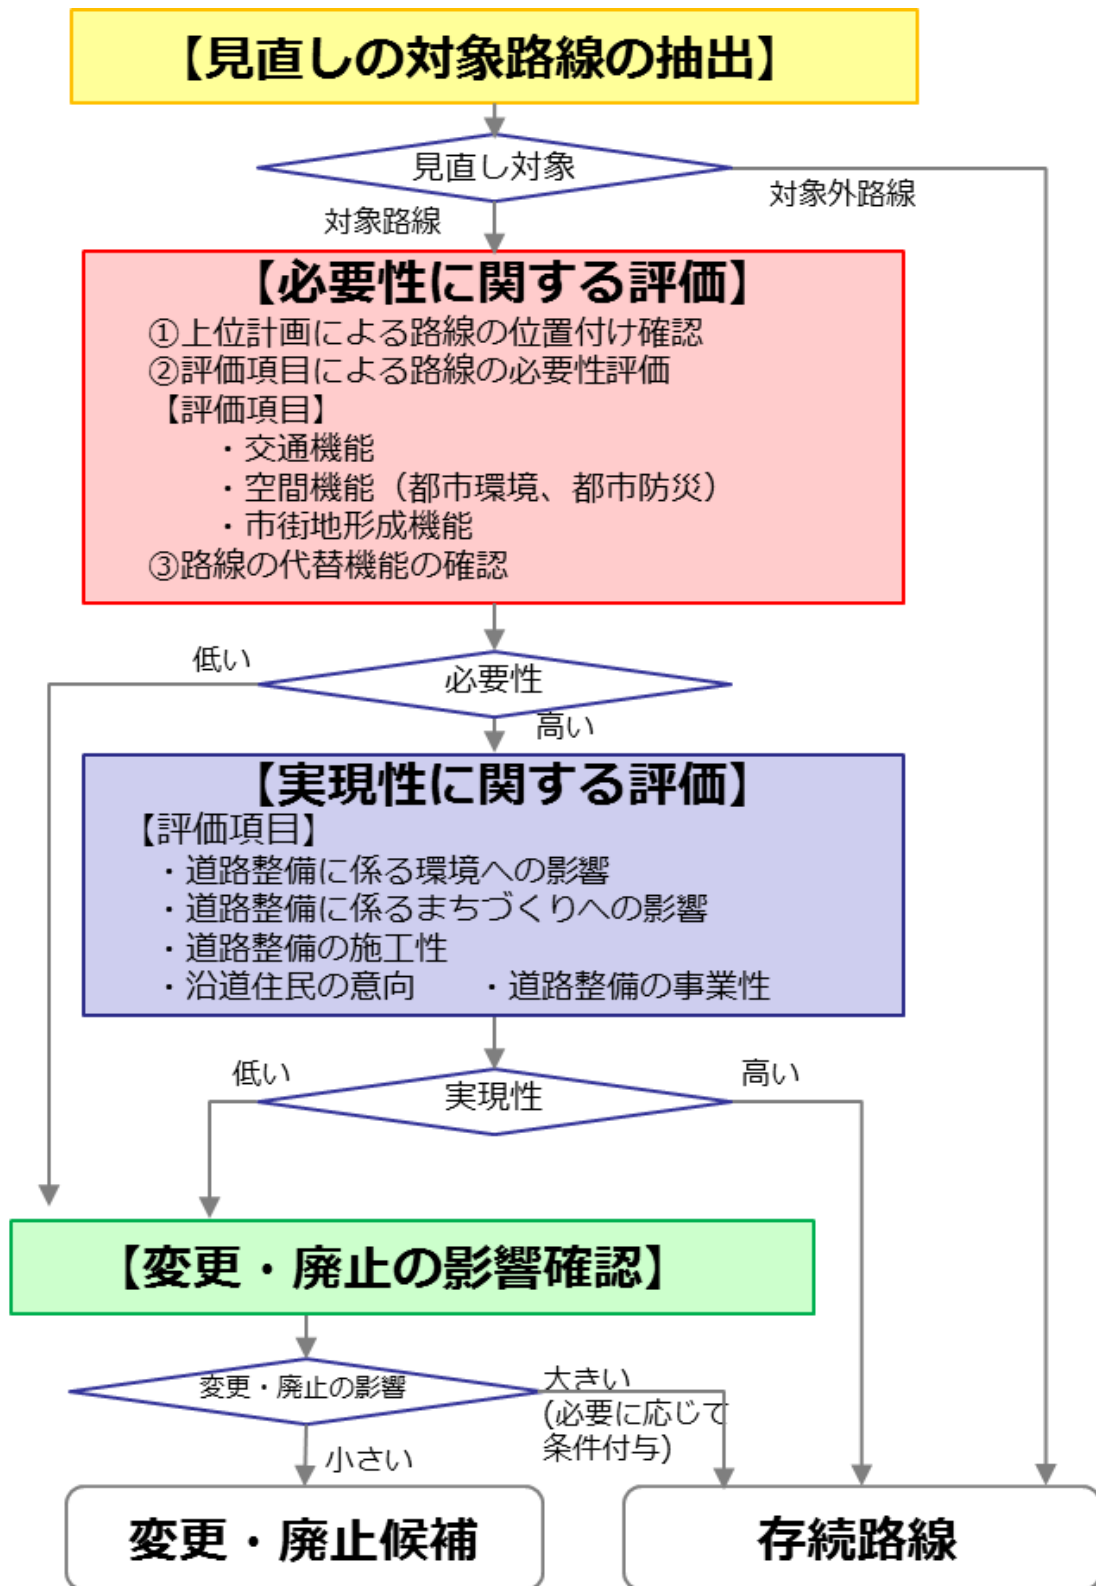 【見直しの対象路線の抽出】
見直し対象
対象外路線
対象路線
【必要性に関する評価】
①上位計画による路線の位置付け確認
②評価項目による路線の必要性評価
【評価項目】
・交通機能
・空間機能（都市環境、都市防災）
・市街地形成機能
③路線の代替機能の確認
低い
必要性
高い
【実現性に関する評価】
【評価項目】
・道路整備に係る環境への影響
・道路整備に係るまちづくりへの影響
・道路整備の施工性
・沿道住民の意向　・道路整備の事業性
低い
高い
実現性
【変更・廃止の影響確認】
変更・廃止の影響
大きい
(必要に応じて
条件付与)
小さい
変更・廃止候補
存続路線